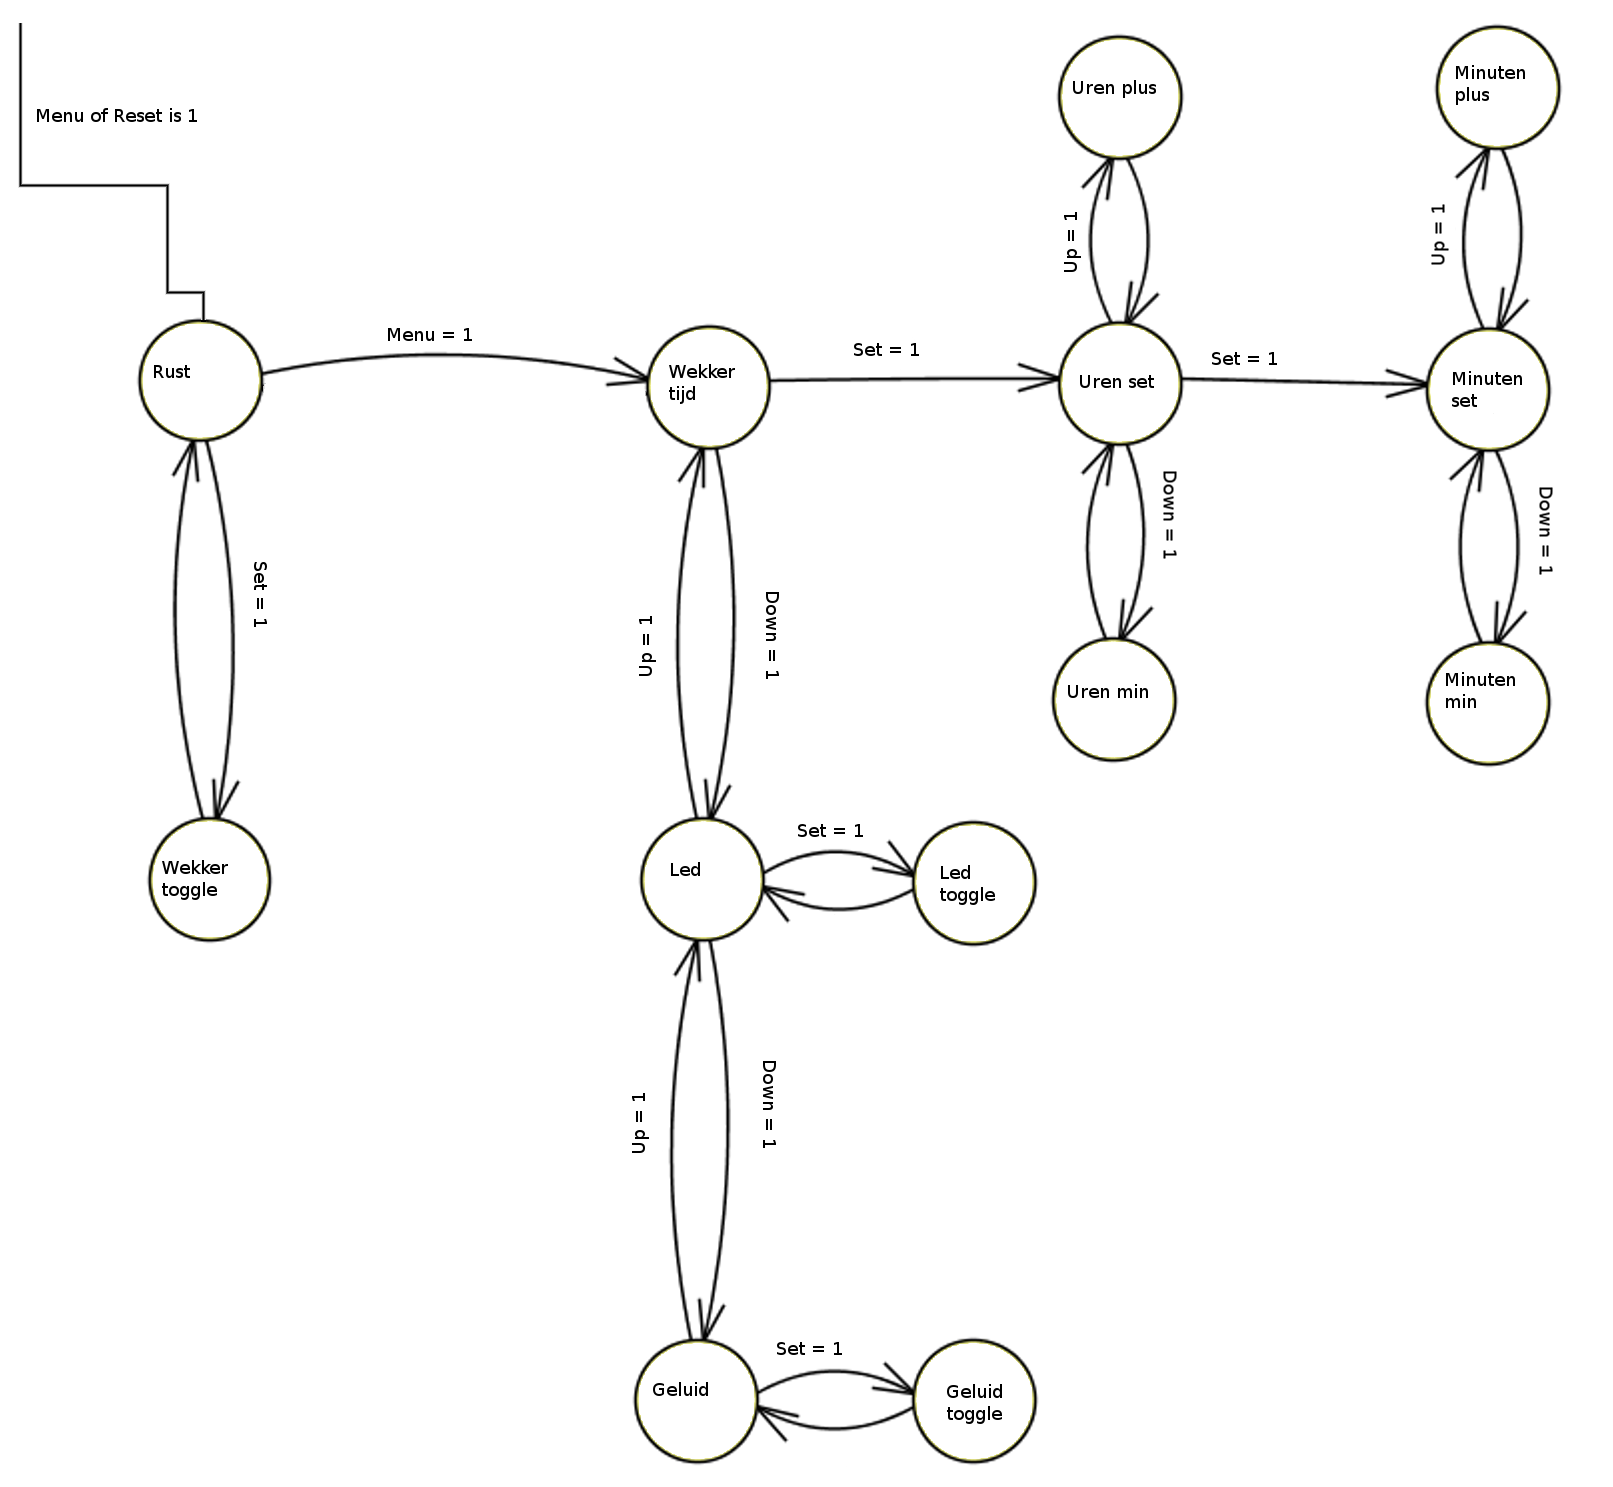 Uren plus
Minuten
plus
Menu of Reset is 1
Up = 1
Up = 1
Menu = 1
Set = 1
Set = 1
Rust
Wekker
tijd
Uren set
Minuten
set
Down = 1
Down = 1
Set = 1
Up = 1
Down = 1
Uren min
Minuten
min
Set = 1
Wekker
toggle
Led
Led
toggle
Up = 1
Down = 1
Set = 1
Geluid
Geluid
toggle